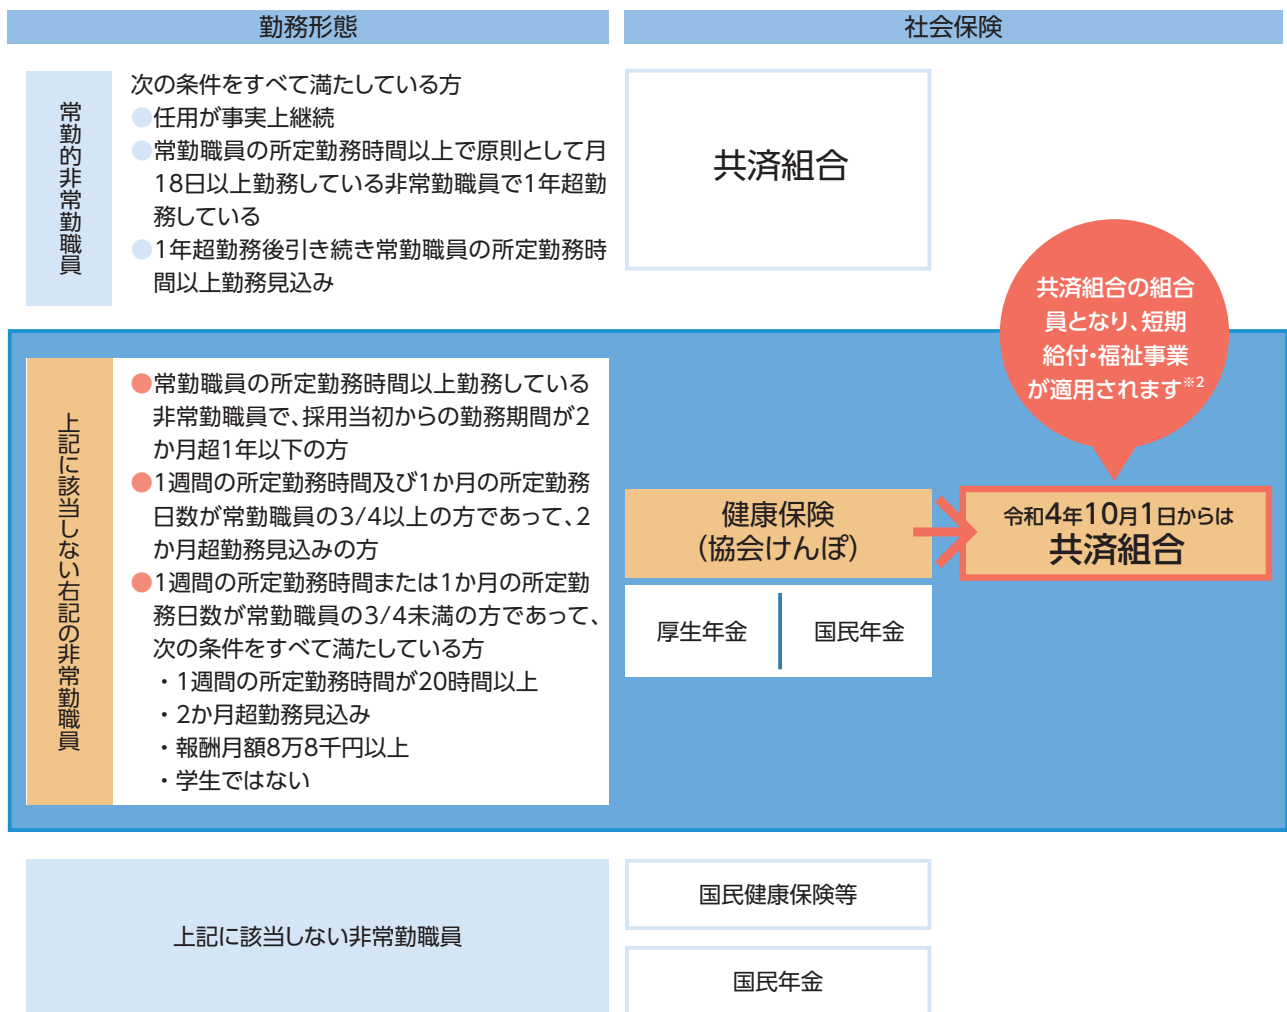 勤務形態
社会保険
常勤的非常勤職員
次の条件をすべて満たしている方
●任用が事実上継続
●常勤職員の所定勤務時間以上で原則として月
18日以上勤務している非常勤職員で1年超勤
務している
●1年超勤務後引き続き常勤職員の所定勤務時
間以上勤務見込み
共済組合
共済組合の組合
員となり、短期
給付・福祉事業
が適用されます※2
上記に該当しない右記の非常勤職員
●常勤職員の所定勤務時間以上勤務している
非常勤職員で、採用当初からの勤務期間が2
か月超1年以下の方
●1週間の所定勤務時間及び1か月の所定勤務
日数が常勤職員の3/4以上の方であって、2
か月超勤務見込みの方
●1週間の所定勤務時間または1か月の所定勤
務日数が常勤職員の3/4未満の方であって、
次の条件をすべて満たしている方
・1週間の所定勤務時間が20時間以上
・2か月超勤務見込み
・報酬月額8万8千円以上
・学生ではない
健康保険
(協会けんぽ)
厚生年金
国民年金
令和4年10月1日からは
共済組合
上記に該当しない非常勤職員
国民健康保険等
国民年金